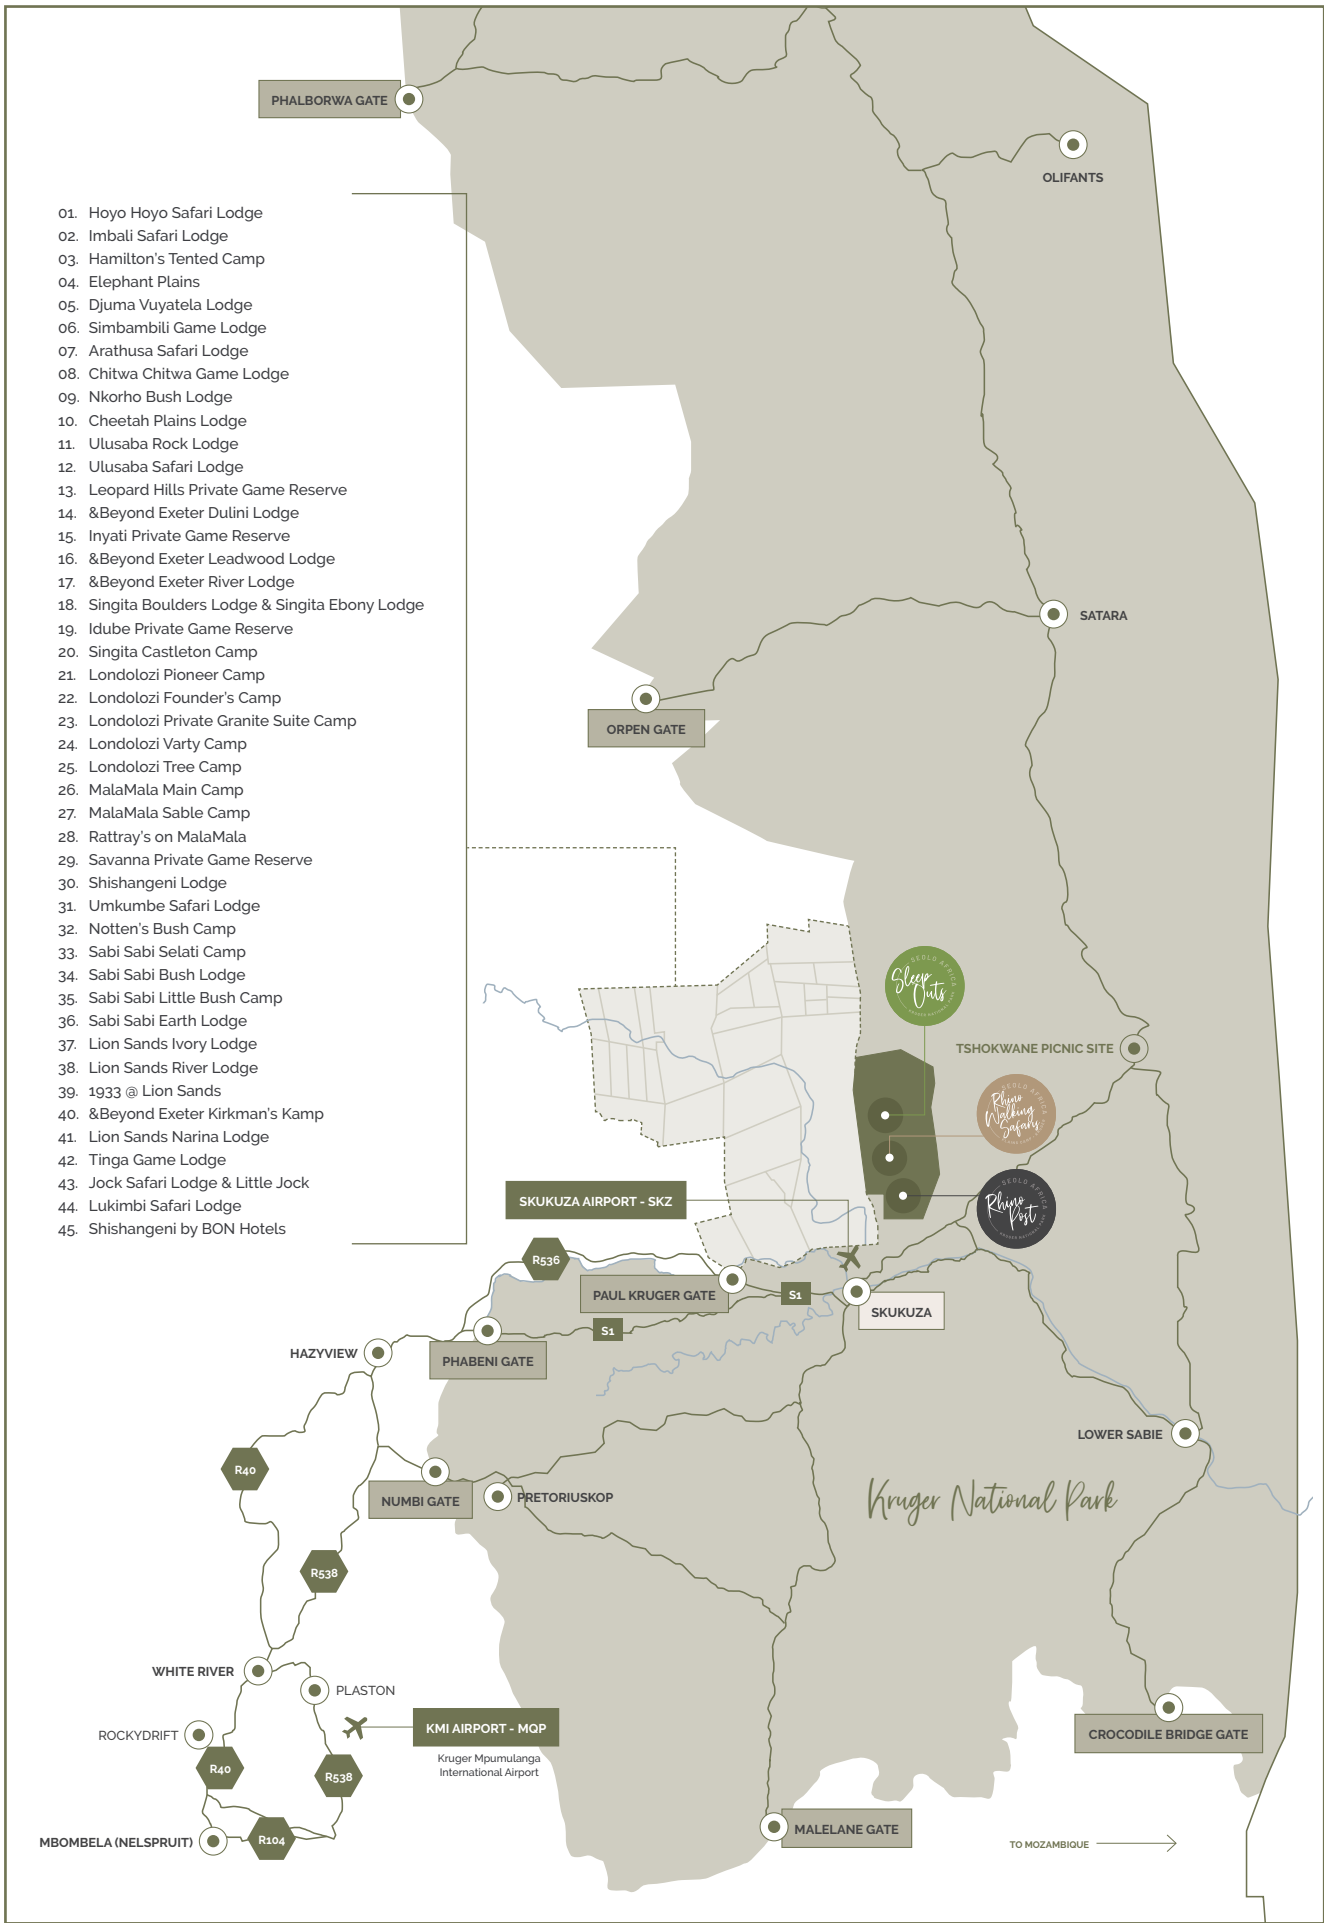 PHALBORWA GATE
OLIFANTS
01. Hoyo Hoyo Safari Lodge
02. Imbali Safari Lodge
03. Hamilton's Tented Camp
04. Elephant Plains
05. Djuma Vuyatela Lodge
06. Simbambili Game Lodge
07. Arathusa Safari Lodge
08. Chitwa Chitwa Game Lodge
09. Nkorho Bush Lodge
10. Cheetah Plains Lodge
11. Ulusaba Rock Lodge
12. Ulusaba Safari Lodge
13. Leopard Hills Private Game Reserve
14. &Beyond Exeter Dulini Lodge
15. Inyati Private Game Reserve
16. &Beyond Exeter Leadwood Lodge
17. &Beyond Exeter River Lodge
18. Singita Boulders Lodge & Singita Ebony Lodge
19. Idube Private Game Reserve
20. Singita Castleton Camp
21. Londolozi Pioneer Camp
22. Londolozi Founder's Camp
23. Londolozi Private Granite Suite Camp
24. Londolozi Varty Camp
25. Londolozi Tree Camp
26. MalaMala Main Camp
27. MalaMala Sable Camp
28. Rattray's on MalaMala
29. Savanna Private Game Reserve
30. Shishangeni Lodge
31. Umkumbe Safari Lodge
32. Notten's Bush Camp
33. Sabi Sabi Selati Camp
34. Sabi Sabi Bush Lodge
35. Sabi Sabi Little Bush Camp
36. Sabi Sabi Earth Lodge
37. Lion Sands Ivory Lodge
38. Lion Sands River Lodge
39. 1933 @ Lion Sands
40. &Beyond Exeter Kirkman's Kamp
41. Lion Sands Narina Lodge
42. Tinga Game Lodge
43. Jock Safari Lodge & Little Jock
44. Lukimbi Safari Lodge
45. Shishangeni by BON Hotels
SATARA
ORPEN GATE
SEOLO AFRICA
Sleep
Outs
KRUGER NATIONAL PARK
TSHOKWANE PICNIC SITE
SEOLO AFRICA
Rhino
Walking
Safaris
SEOLO AFRICA
Rhino
Post
KRUGER NATIONAL PARK
SKUKUZA AIRPORT - SKZ
R536
PAUL KRUGER GATE
S1
SKUKUZA
S1
HAZYVIEW
PHABENI GATE
LOWER SABIE
R40
NUMBI GATE
PRETORIUSKOP
Kruger National Park
R538
WHITE RIVER
PLASTON
ROCKYDRIFT
KMI AIRPORT - MQP
Kruger Mpumulanga
International Airport
CROCODILE BRIDGE GATE
R40
R538
MBOMBELA (NELSPRUIT)
R104
MALELANE GATE
TO MOZAMBIQUE